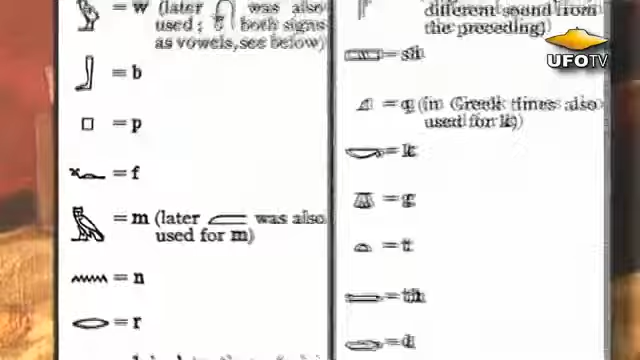 = w (later was also
used; both signs
as vowels, see below)
= b
= p
= f
= m (later was also
used for m)
= n
= r
different sound from
the preceding)
= sh
= q (in Greek times also
used for k)
= k
= g
= t
= th
= d
UFOTV